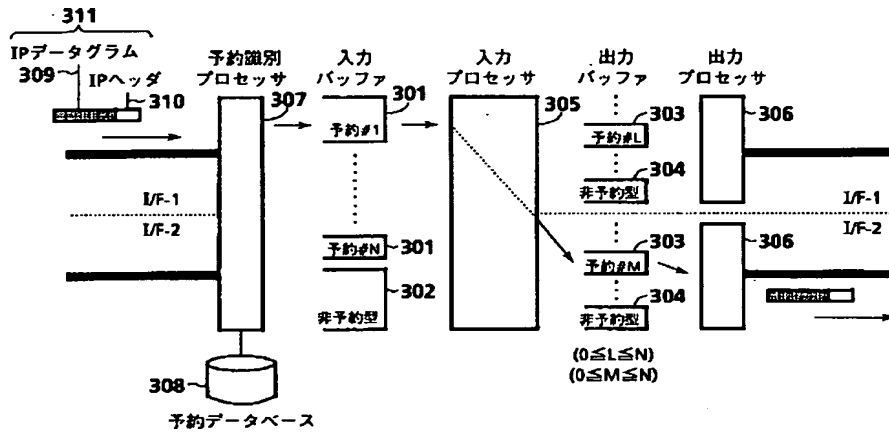 311
IPデータグラム
309
IPヘッダ
310
予約識別
プロセッサ
307
入力
バッファ
301
予約#1
入力
プロセッサ
305
出力
バッファ
303
予約#L
304
非予約型
出力
プロセッサ
306
I/F-1
I/F-2
I/F-1
I/F-2
予約#N
301
302
非予約型
303
予約#M
304
非予約型
306
308
予約データベース
(0≦L≦N)
(0≦M≦N)